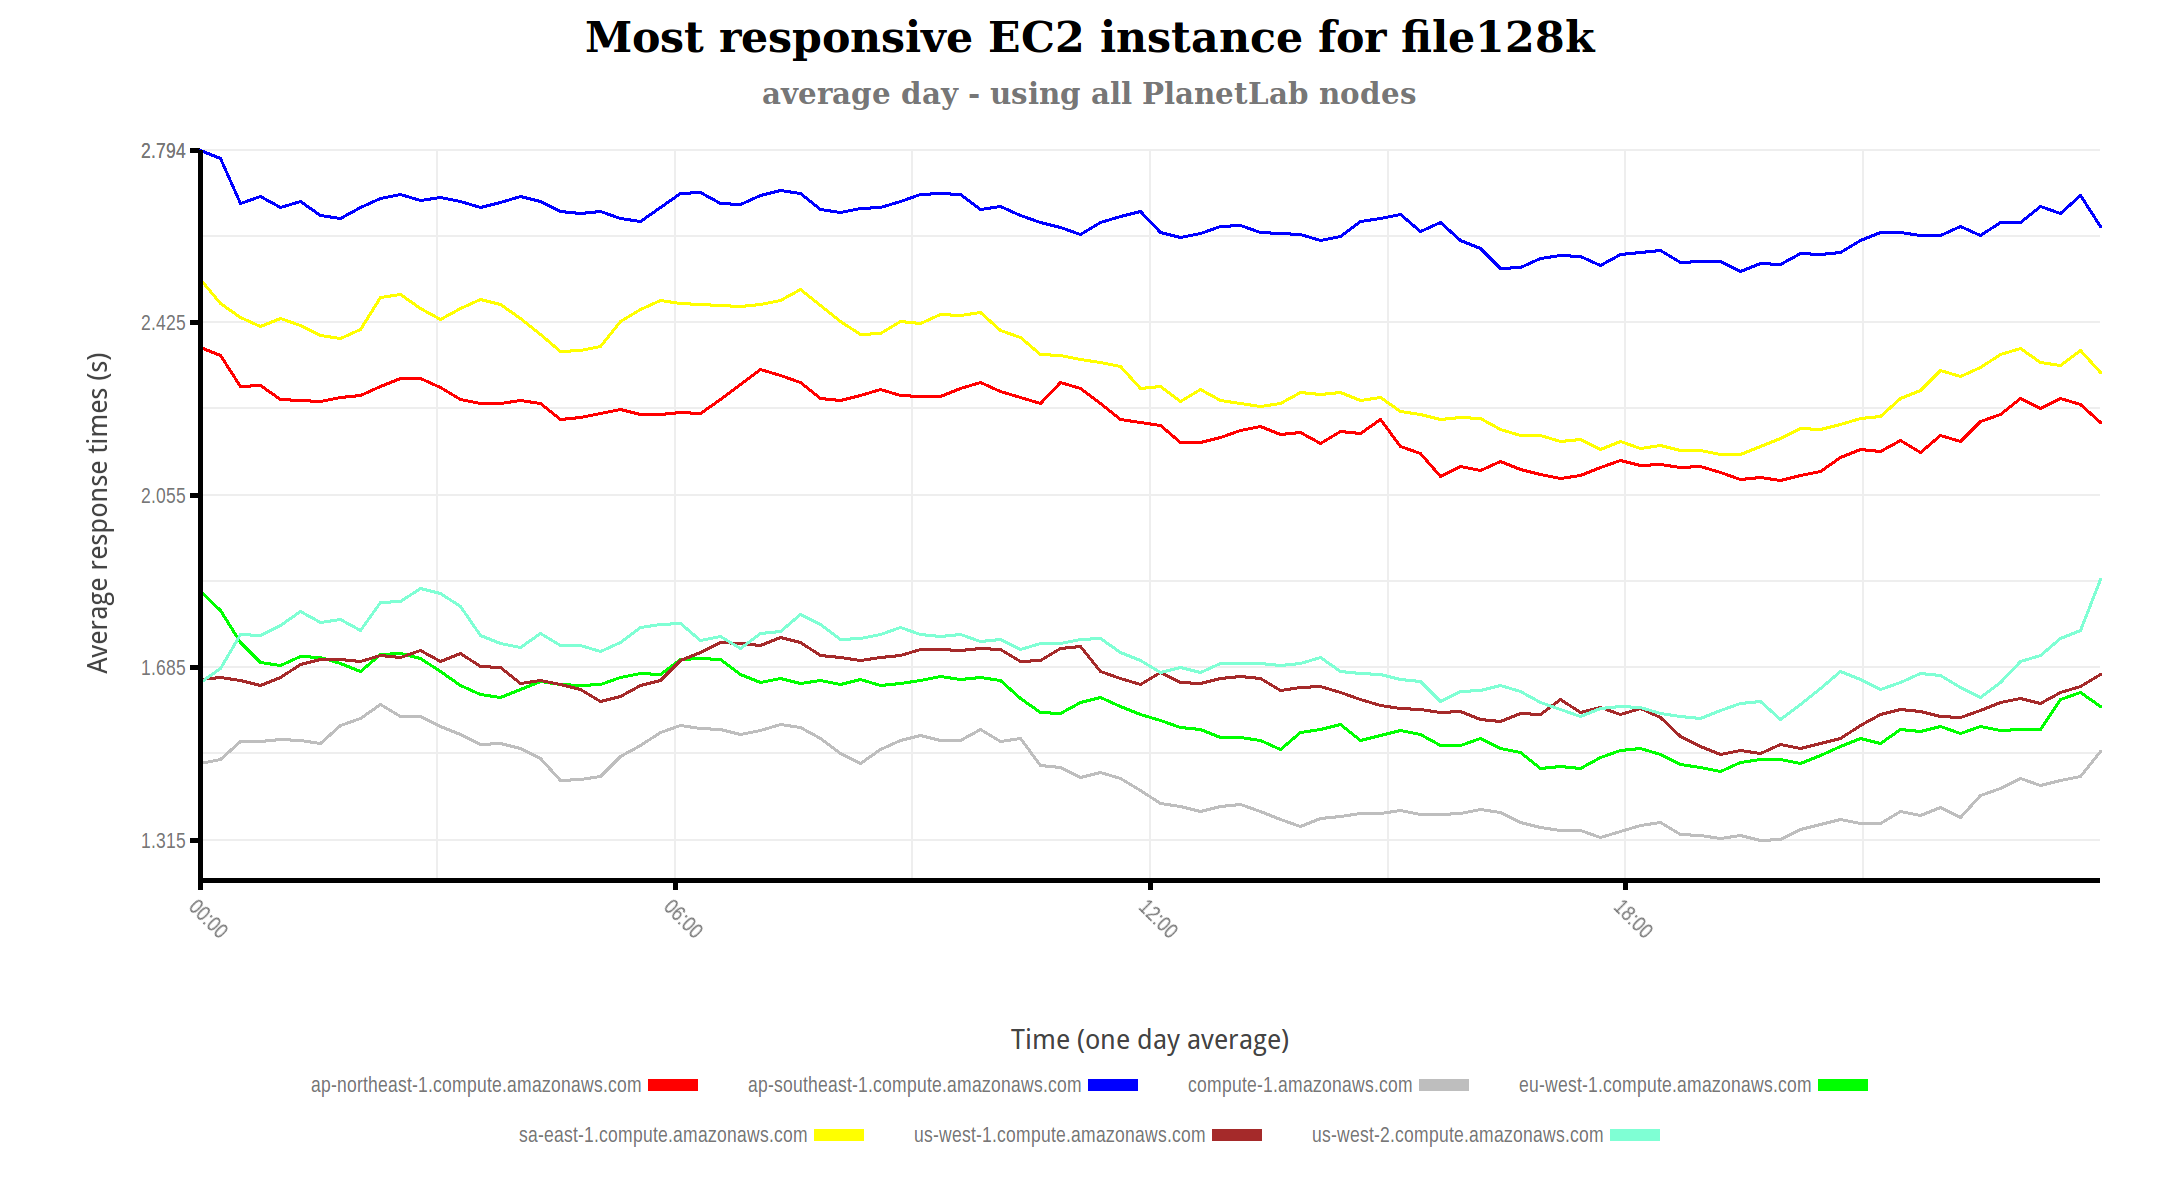 Most responsive EC2 instance for file128k
average day - using all PlanetLab nodes
2.794
2.425
2.055
1.685
1.315
Average response times (s)
00:00
06:00
12:00
18:00
Time (one day average)
ap-northeast-1.compute.amazonaws.com
ap-southeast-1.compute.amazonaws.com
compute-1.amazonaws.com
eu-west-1.compute.amazonaws.com
sa-east-1.compute.amazonaws.com
us-west-1.compute.amazonaws.com
us-west-2.compute.amazonaws.com